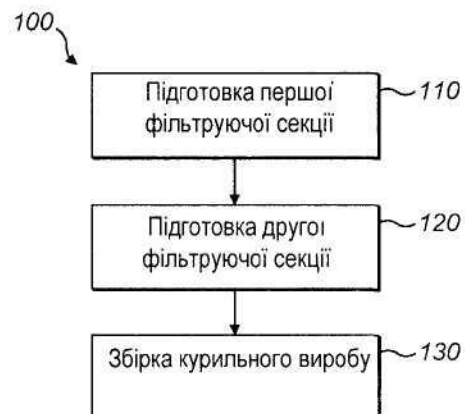 100
Підготовка першої
фільтруючої секції
110
Підготовка другої
фільтруючої секції
120
Збірка курильного виробу
130